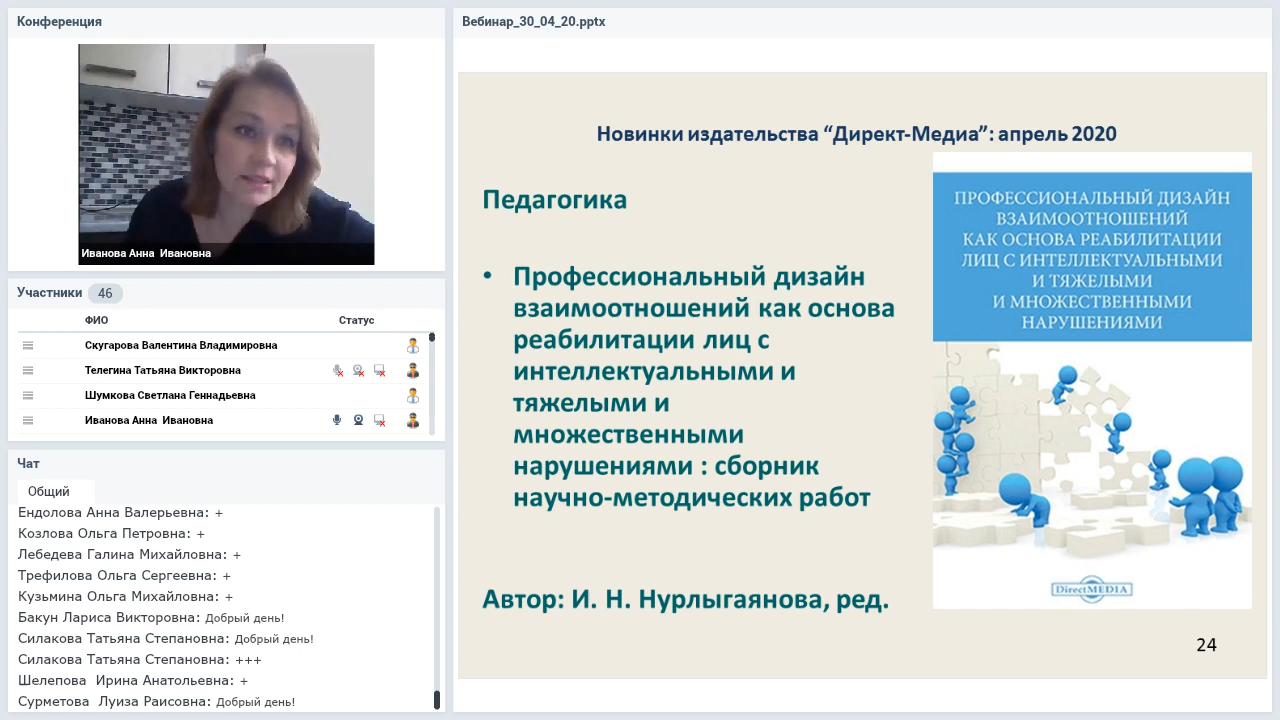 Конференция
Иванова Анна Ивановна
Участники 46
ФИО Статус
Скугарова Валентина Владимировна
Телегина Татьяна Викторовна
Шумкова Светлана Геннадьевна
Иванова Анна Ивановна
Чат
Общий
Ендолова Анна Валерьевна: +
Козлова Ольга Петровна: +
Лебедева Галина Михайловна: +
Трефилова Ольга Сергеевна: +
Кузьмина Ольга Михайловна: +
Бакун Лариса Викторовна: Добрый день!
Силакова Татьяна Степановна: Добрый день!
Силакова Татьяна Степановна: +++
Шелепова Ирина Анатольевна: +
Сурметова Луиза Раисовна: Добрый день!
Вебинар_30_04_20.pptx
Новинки издательства “Директ-Медиа”: апрель 2020
Педагогика
• Профессиональный дизайн
взаимоотношений как основа
реабилитации лиц с
интеллектуальными и
тяжелыми и
множественными
нарушениями : сборник
научно-методических работ
Автор: И. Н. Нурлыгаянова, ред.
ПРОФЕССИОНАЛЬНЫЙ ДИЗАЙН
ВЗАИМООТНОШЕНИЙ
КАК ОСНОВА РЕАБИЛИТАЦИИ
ЛИЦ С ИНТЕЛЛЕКТУАЛЬНЫМИ
И ТЯЖЕЛЫМИ
И МНОЖЕСТВЕННЫМИ
НАРУШЕНИЯМИ
DirectMEDIA
24